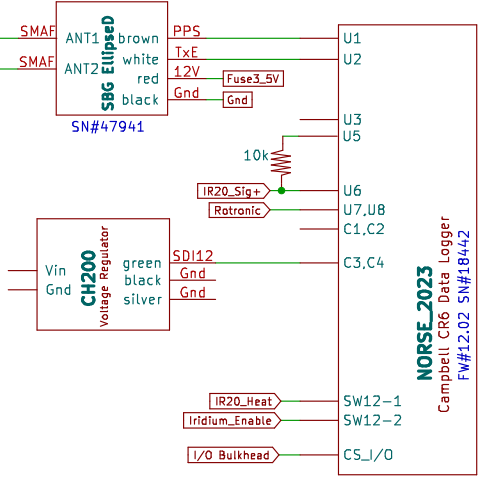 SMAF
SMAF
ANT1
ANT2
SBG EllipseD
brown
white
red
black
PPS
TxE
12V
Gnd
Fuse3_5V
Gnd
SN#47941
10k
IR20_Sig+
Rotronic
U1
U2
U3
U5
U6
U7,U8
C1,C2
C3,C4
Vin
Gnd
CH200
Voltage Regulator
green
black
silver
SDI12
Gnd
Gnd
NORSE_2023
Campbell CR6 Data Logger
FW#12.02 SN#18442
IR20_Heat
Iridium_Enable
I/O Bulkhead
SW12-1
SW12-2
CS_I/O